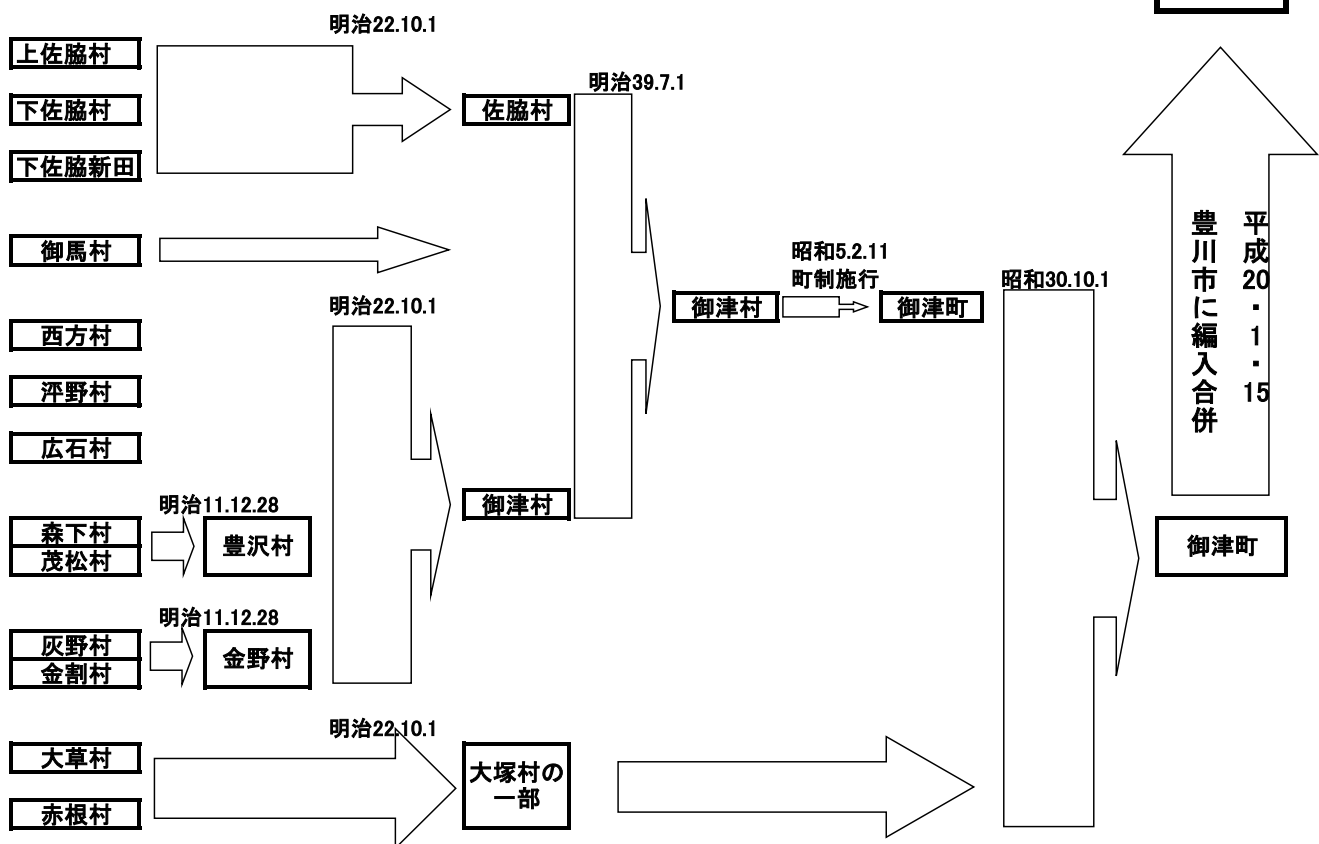 明治22.10.1
上佐脇村
下佐脇村
下佐脇新田
佐脇村
明治39.7.1
御馬村
明治22.10.1
西方村
泙野村
広石村
明治11.12.28
森下村
茂松村
豊沢村
御津村
明治11.12.28
灰野村
金割村
金野村
明治22.10.1
大草村
赤根村
大塚村の
一部
御津村
昭和5.2.11
町制施行
御津町
昭和30.10.1
御津町
平成20・1・15
豊川市に編入合併